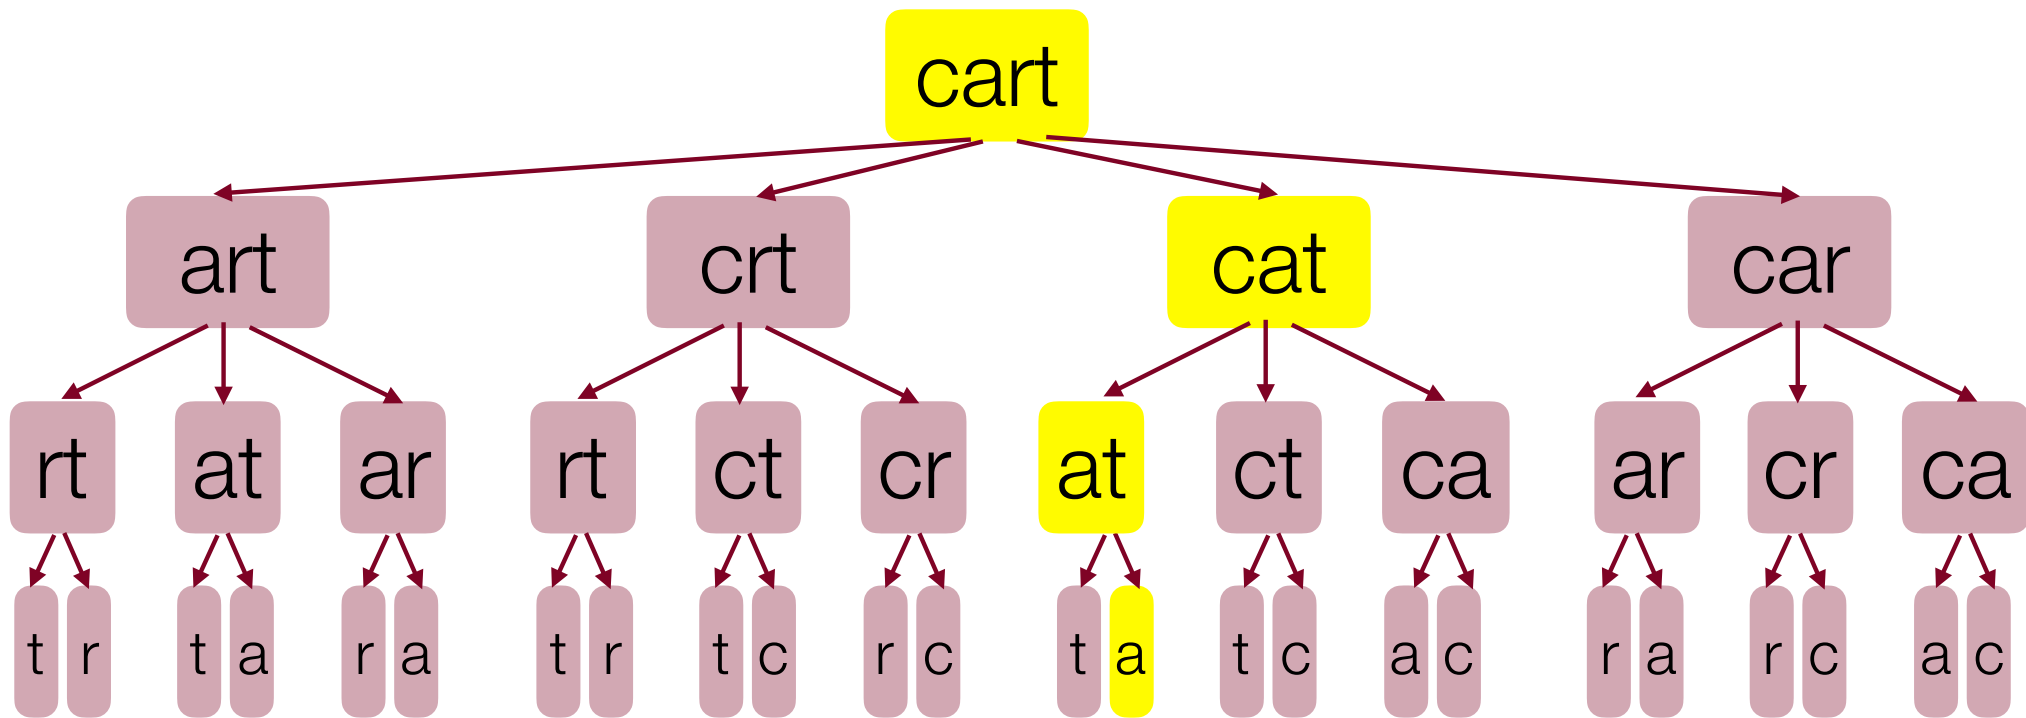 cart
art crt cat car
rt at ar rt ct cr at ct ca ar cr ca
t r t a r a t r t c r c t a t c a c r a r c a c